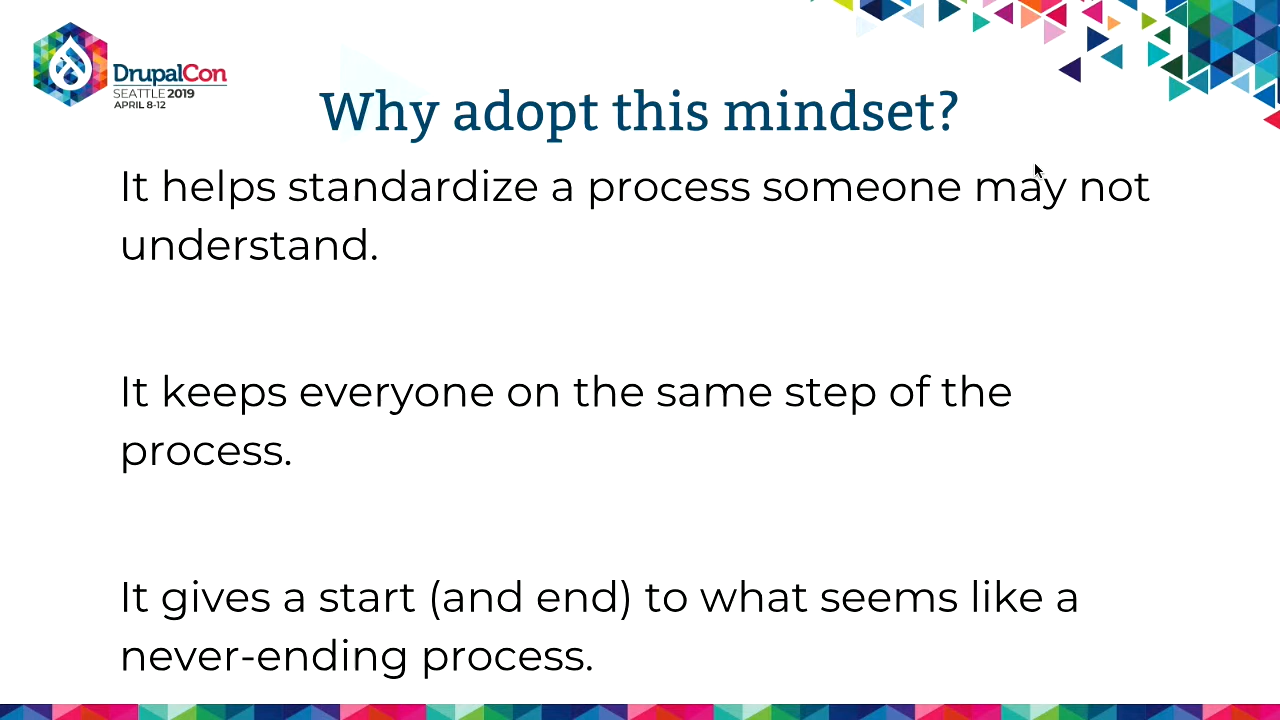 DrupalCon
SEATTLE 2019
APRIL 8-12
Why adopt this mindset?
It helps standardize a process someone may not
understand.
It keeps everyone on the same step of the
process.
It gives a start (and end) to what seems like a
never-ending process.